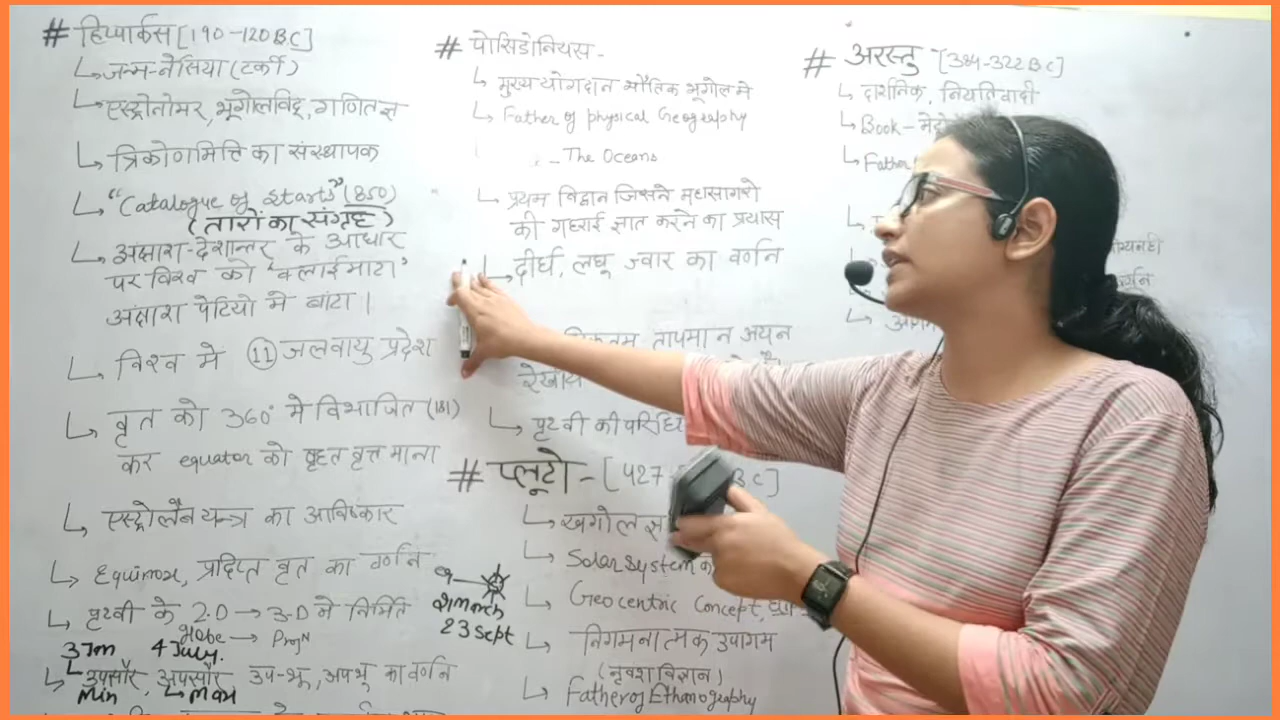 # हिप्पार्कस [190-120 B.C]
जन्म-नेसिया (टर्की)
एस्ट्रोनोमर, भूगोलविद्, गणितज्ञ
त्रिकोणमिति का संस्थापक
"Catalogue of Starts" (850)
(तारों का संग्रह)
अक्षांश-देशान्तर के आधार
पर विश्व को 'क्लाईमाटा'
अक्षांश पेटियो मे बांटा।
विश्व मे 11 जलवायु प्रदेश
वृत को 360° मे विभाजित (181)
कर equator को वृहत वृत्त माना
एस्ट्रोलैब यन्त्र का आविष्कार
Equinox, प्रदिप्त वृत का वर्णन
21 March
23 Sept
पृथ्वी के 2-D → 3-D मे निर्मित
Globe → Proj^N
3 Jan 4 July.
उपसौर, अपसौर, उप-भू, अपभू का वर्णन
Min → Max
# पोसिडोनियस -
मुख्य योगदान भौतिक भूगोल मे
Father of physical Geography
- The Oceans
प्रथम विद्वान जिसने महासागरो
की गहराई ज्ञात करने का प्रयास
दीर्घ, लघू ज्वार का वर्णन
तापमान अयन
रेखीय
पृथ्वी की परिधि
# प्लूटो - [427 BC]
खगोल
Solar System
Geocentric Concept,
निगमनात्मक उपागम
(नृवंश विज्ञान)
Father of Ethanography
# अरस्तु - [384-322 BC]
दार्शनिक, नियतिवादी
Book -
Father